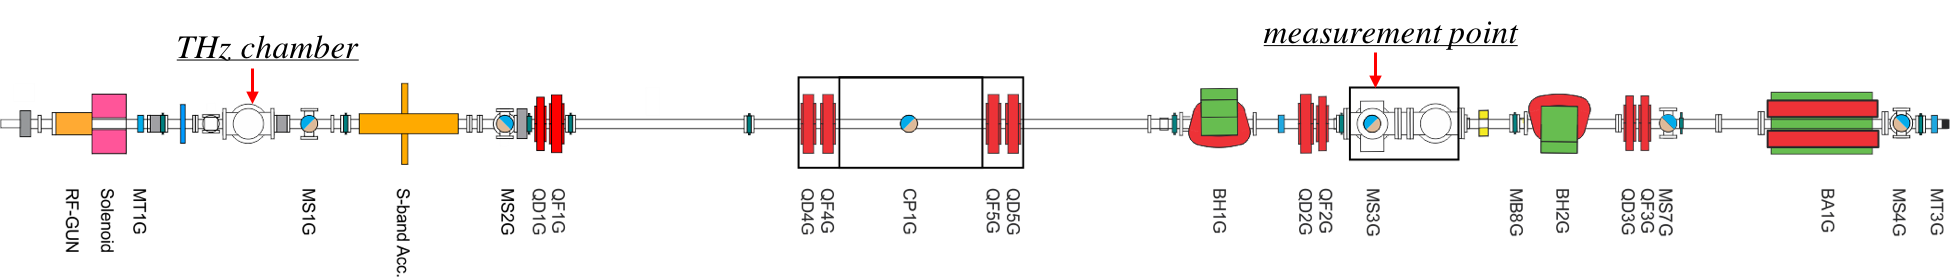 THz chamber
measurement point
RF-GUN
Solenoid
MT1G
MS1G
S-band Acc.
MS2G
QD1G
QF1G
QD4G
QF4G
CP1G
QF5G
QD5G
BH1G
QD2G
QF2G
MS3G
MB8G
BH2G
QD3G
QF3G
MS7G
BA1G
MS4G
MT3G